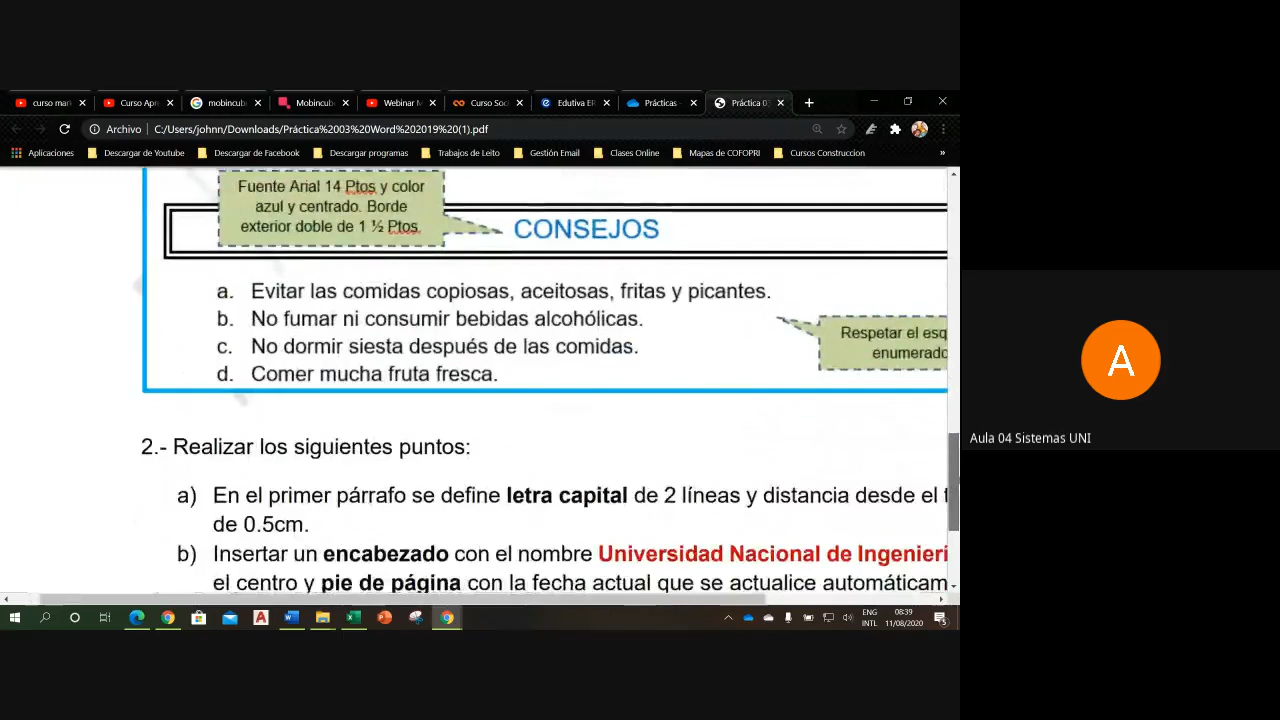 curso mar
Curso Apr
mobincube
Mobincub
Webinar M
Curso Soc
Edutiva ER
Prácticas -
Práctica 03
Archivo
C:/Users/johnn/Downloads/Práctica%2003%20Word%202019%20(1).pdf
Aplicaciones
Descargar de Youtube
Descargar de Facebook
Descargar programas
Trabajos de Leito
Gestión Email
Clases Online
Mapas de COFOPRI
Cursos Construccion
»
Fuente Arial 14 Ptos y color
azul y centrado. Borde
exterior doble de 1 ½ Ptos.
CONSEJOS
a. Evitar las comidas copiosas, aceitosas, fritas y picantes.
b. No fumar ni consumir bebidas alcohólicas.
c. No dormir siesta después de las comidas.
d. Comer mucha fruta fresca.
Respetar el esq
enumerado
2.- Realizar los siguientes puntos:
a) En el primer párrafo se define letra capital de 2 líneas y distancia desde el t
de 0.5cm.
b) Insertar un encabezado con el nombre Universidad Nacional de Ingenierí
el centro y pie de página con la fecha actual que se actualice automáticam
A
Aula 04 Sistemas UNI
ENG
INTL
08:39
11/08/2020